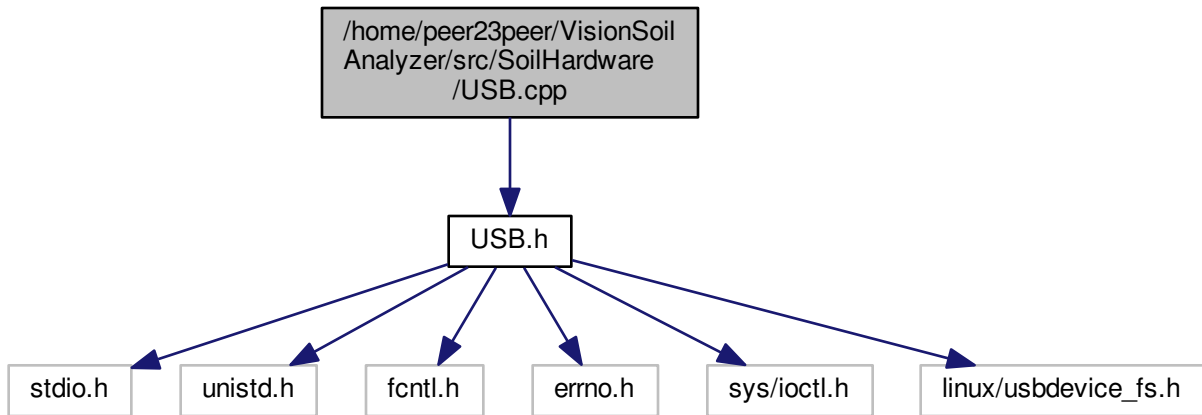 /home/peer23peer/VisionSoil
Analyzer/src/SoilHardware
/USB.cpp
USB.h
stdio.h
unistd.h
fcntl.h
errno.h
sys/ioctl.h
linux/usbdevice_fs.h